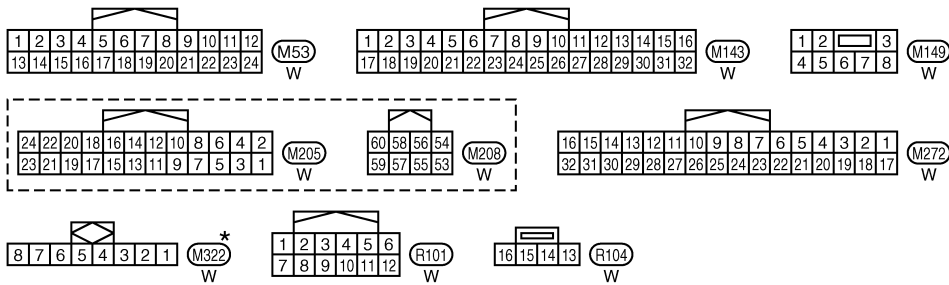 1 2 3 4 5 6 7 8 9 10 11 12
13 14 15 16 17 18 19 20 21 22 23 24
M53
W
1 2 3 4 5 6 7 8 9 10 11 12 13 14 15 16
17 18 19 20 21 22 23 24 25 26 27 28 29 30 31 32
M143
W
1 2 3
4 5 6 7 8
M149
W
24 22 20 18 16 14 12 10 8 6 4 2
23 21 19 17 15 13 11 9 7 5 3 1
M205
W
60 58 56 54
59 57 55 53
M208
W
16 15 14 13 12 11 10 9 8 7 6 5 4 3 2 1
32 31 30 29 28 27 26 25 24 23 22 21 20 19 18 17
M272
W
8 7 6 5 4 3 2 1
M322 *
W
1 2 3 4 5 6
7 8 9 10 11 12
R101
W
16 15 14 13
R104
W